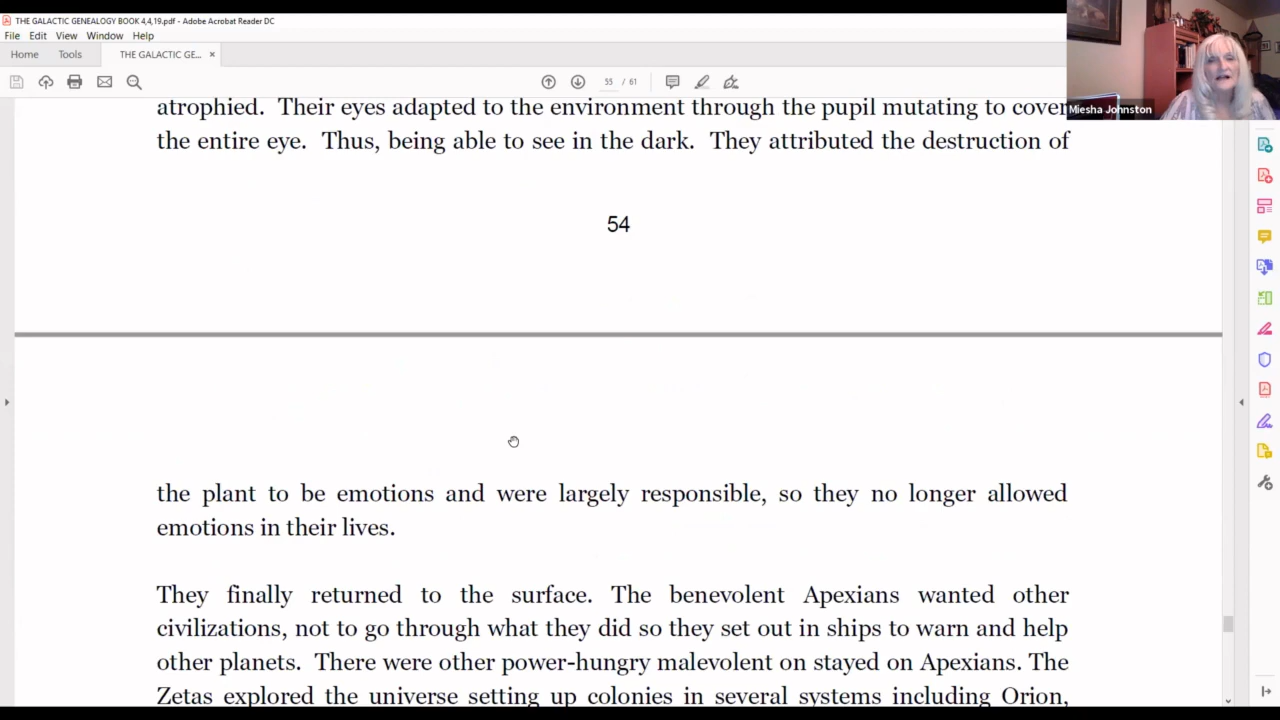 THE GALACTIC GENEALOGY BOOK 4,4,19.pdf - Adobe Acrobat Reader DC
File Edit View Window Help
Home Tools THE GALACTIC GE... ×
55 / 61
Miesha Johnston
atrophied. Their eyes adapted to the environment through the pupil mutating to cover
the entire eye. Thus, being able to see in the dark. They attributed the destruction of
54
the plant to be emotions and were largely responsible, so they no longer allowed
emotions in their lives.
They finally returned to the surface. The benevolent Apexians wanted other
civilizations, not to go through what they did so they set out in ships to warn and help
other planets. There were other power-hungry malevolent on stayed on Apexians. The
Zetas explored the universe setting up colonies in several systems including Orion,